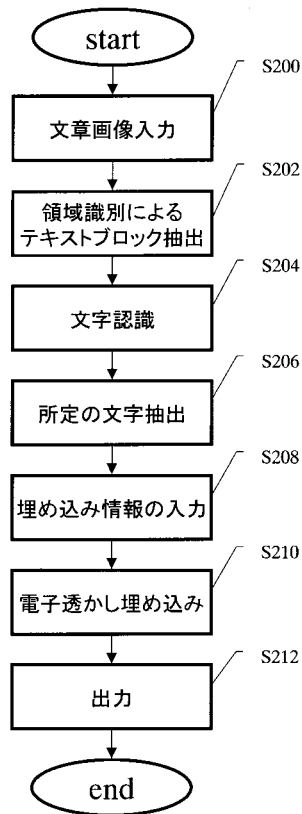 start
S200
文章画像入力
S202
領域識別による
テキストブロック抽出
S204
文字認識
S206
所定の文字抽出
S208
埋め込み情報の入力
S210
電子透かし埋め込み
S212
出力
end